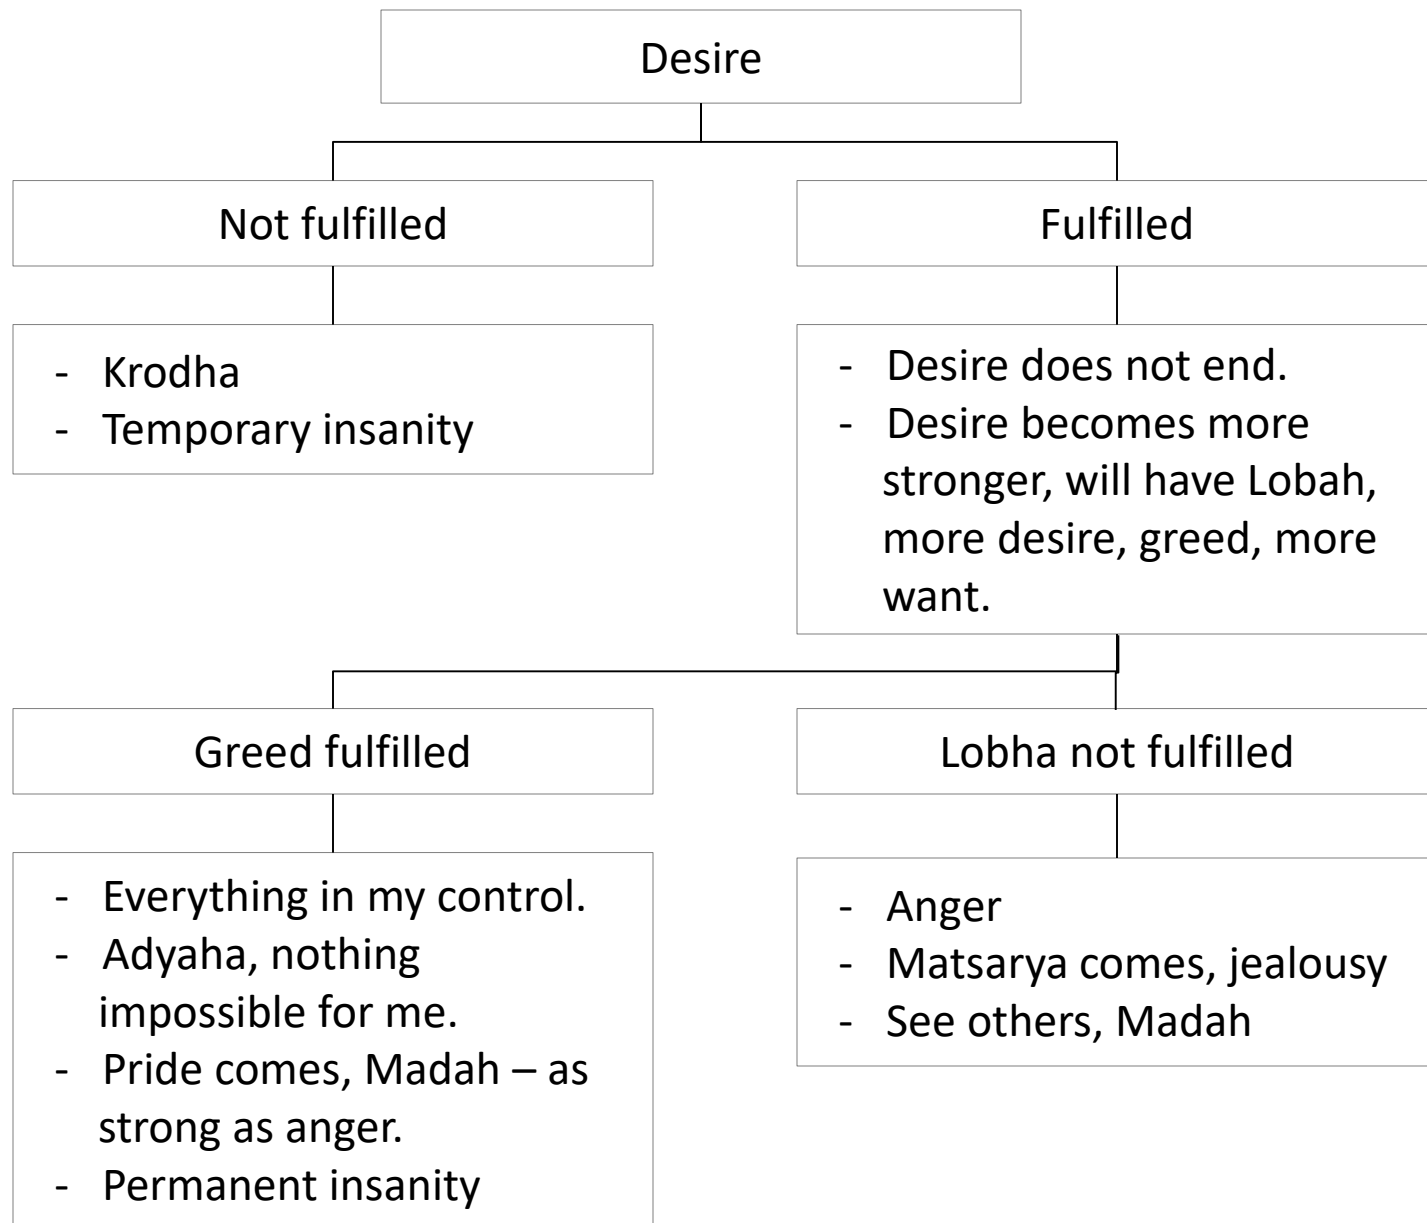 Desire
Not fulfilled
Fulfilled
- Krodha
- Temporary insanity
- Desire does not end.
- Desire becomes more
stronger, will have Lobah,
more desire, greed, more
want.
Greed fulfilled
Lobha not fulfilled
- Everything in my control.
- Adyaha, nothing
impossible for me.
- Pride comes, Madah – as
strong as anger.
- Permanent insanity
- Anger
- Matsarya comes, jealousy
- See others, Madah